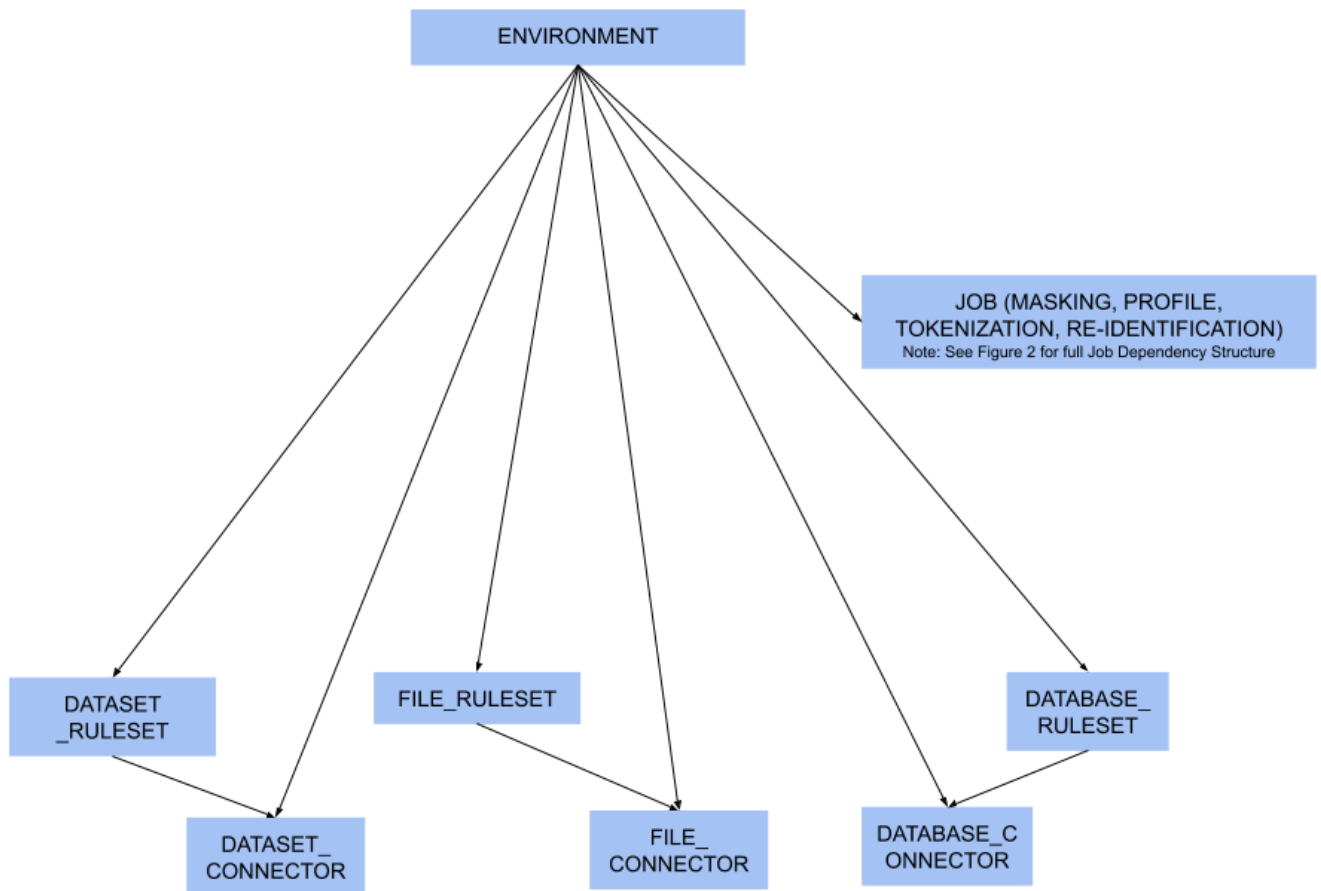 ENVIRONMENT
JOB (MASKING, PROFILE,
TOKENIZATION, RE-IDENTIFICATION)
Note: See Figure 2 for full Job Dependency Structure
DATASET
_RULESET
FILE_RULESET
DATABASE_
RULESET
DATASET_
CONNECTOR
FILE_
CONNECTOR
DATABASE_C
ONNECTOR